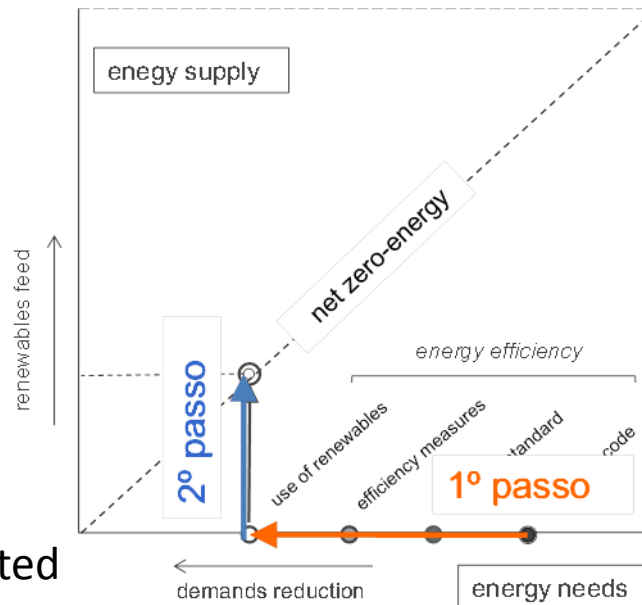 enegy supply
net zero-energy
renewables feed
2º passo
energy efficiency
use of renewables
efficiency measures
standard
code
1º passo
ted
demands reduction
energy needs